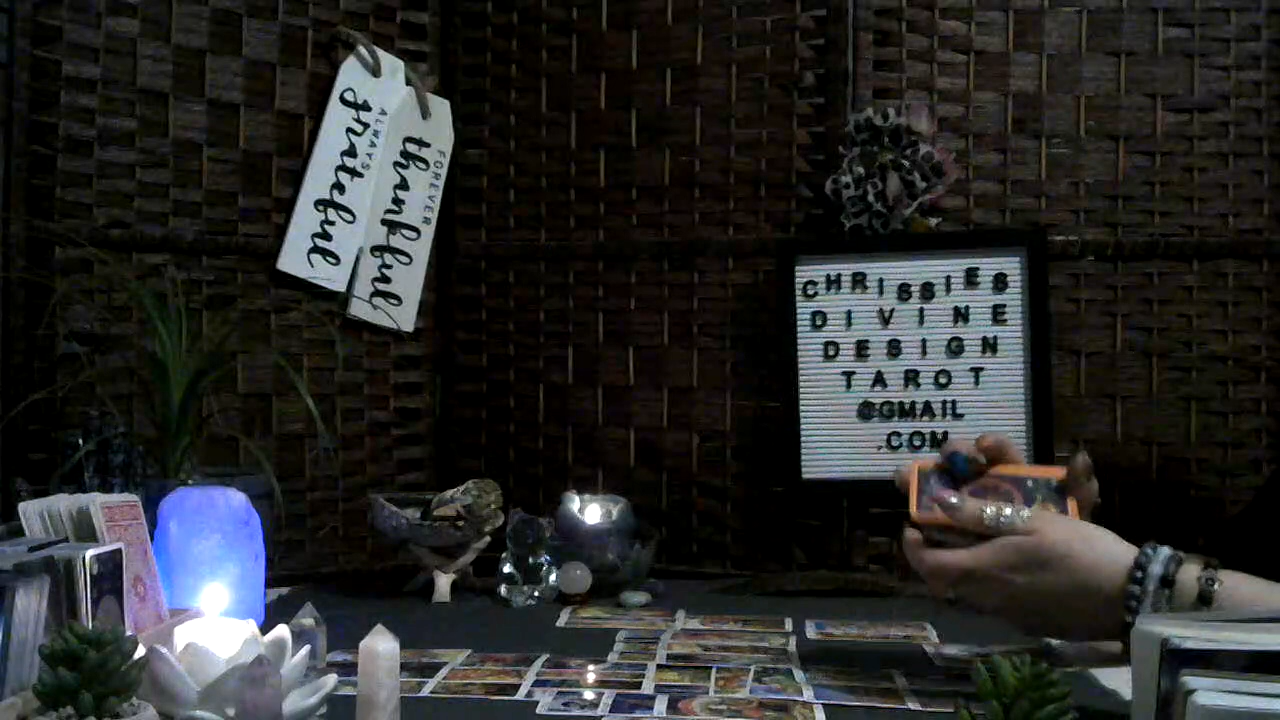 ALWAYS
grateful
FOREVER
thankful
CHRISSIES
DIVINE
DESIGN
TAROT
@GMAIL
.COM